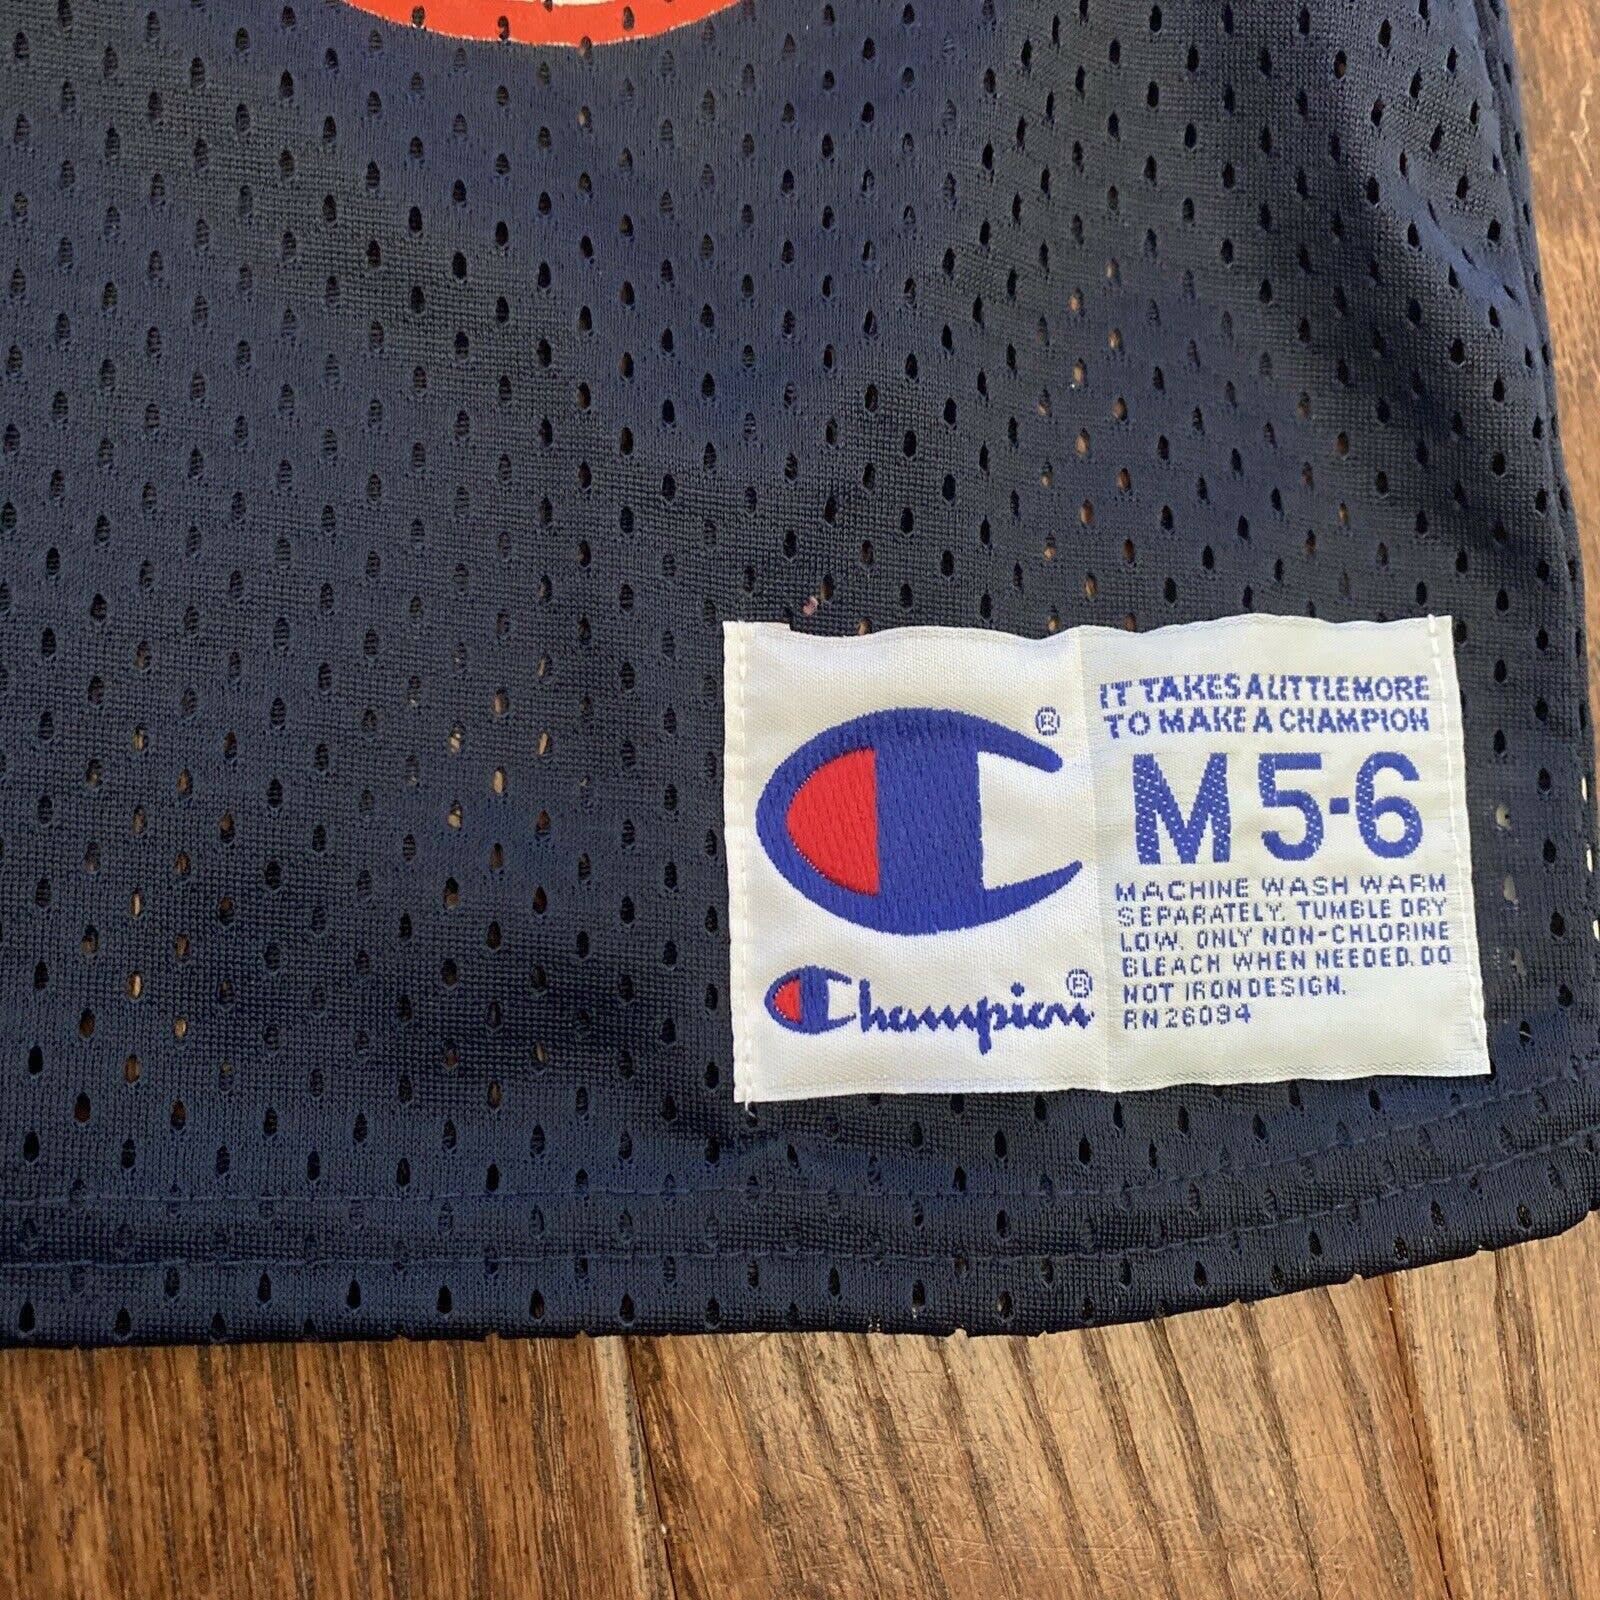 ®
Champion®
IT TAKES A LITTLE MORE
TO MAKE A CHAMPION
M 5-6
MACHINE WASH WARM
SEPARATELY. TUMBLE DRY
LOW. ONLY NON-CHLORINE
BLEACH WHEN NEEDED. DO
NOT IRON DESIGN.
RN 26094